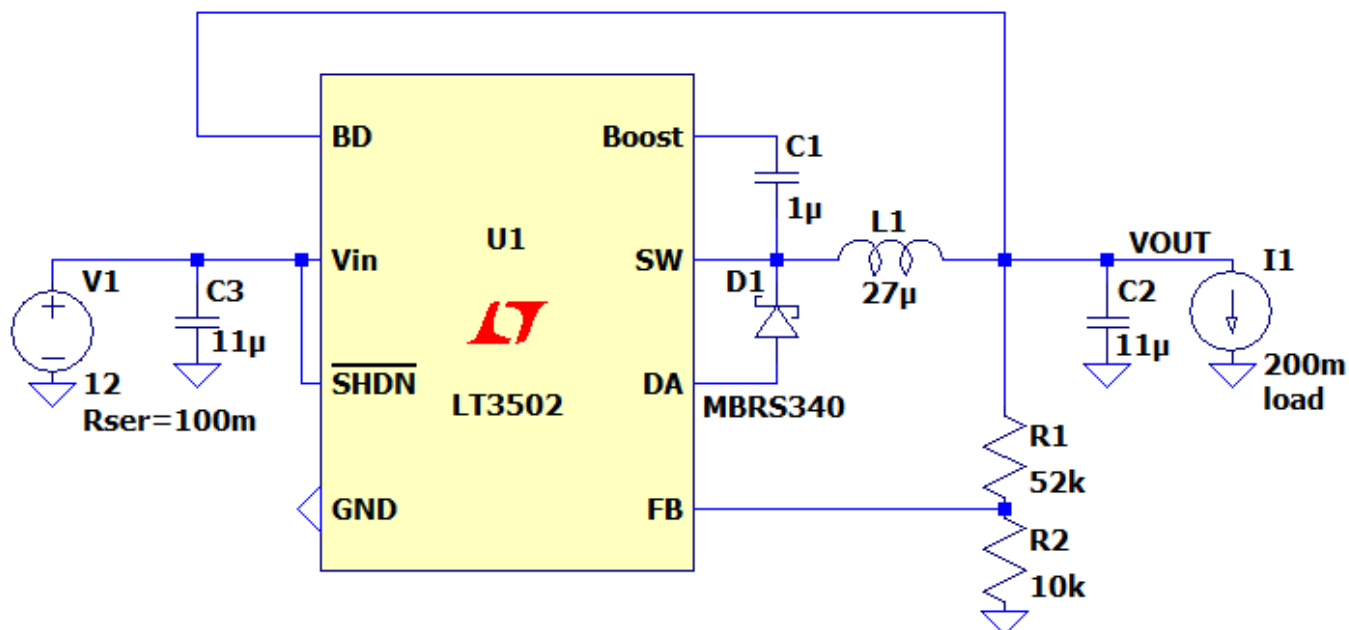 BD
Boost
C1
1µ
U1
L1
VOUT
I1
V1
C3
Vin
SW
D1
27µ
C2
11µ
11µ
12
Rser=100m
SHDN
LT3502
DA
MBRS340
200m
load
R1
52k
GND
FB
R2
10k